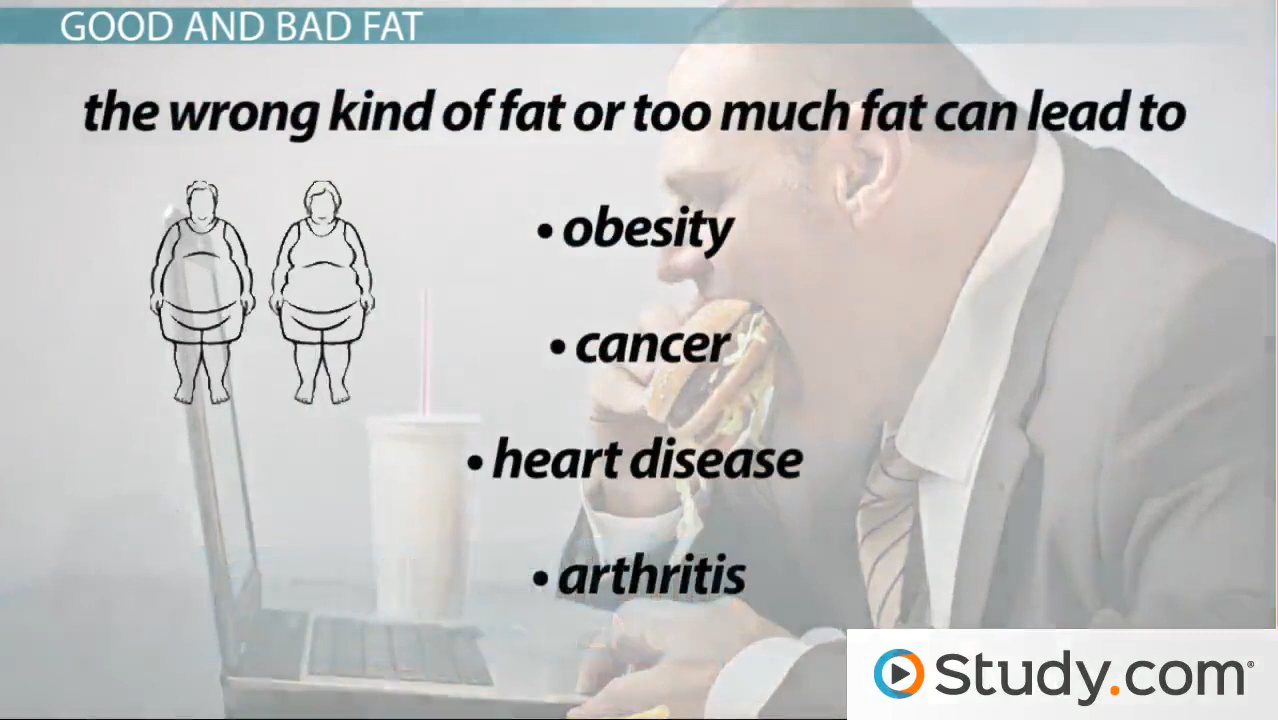 GOOD AND BAD FAT
the wrong kind of fat or too much fat can lead to
• obesity
• cancer
• heart disease
• arthritis
Study.com®